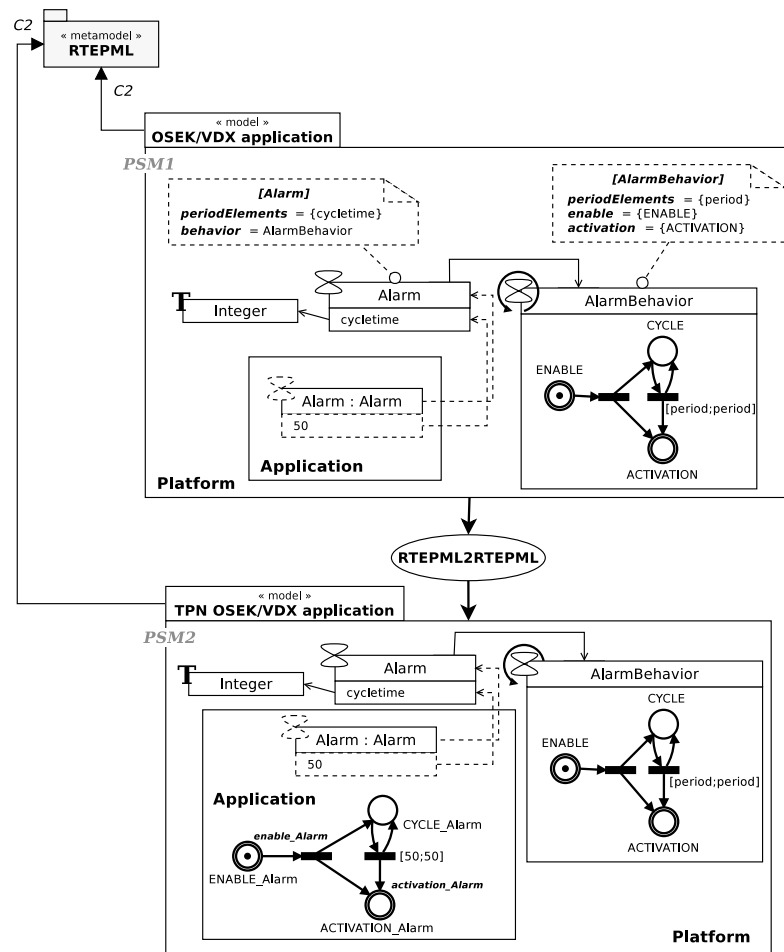 C2
« metamodel »
RTEPML
C2
« model »
OSEK/VDX application
PSM1
[Alarm]
periodElements = {cycletime}
behavior = AlarmBehavior
[AlarmBehavior]
periodElements = {period}
enable = {ENABLE}
activation = {ACTIVATION}
T
Integer
Alarm
cycletime
AlarmBehavior
CYCLE
ENABLE
[period;period]
ACTIVATION
Alarm : Alarm
50
Application
Platform
RTEPML2RTEPML
« model »
TPN OSEK/VDX application
PSM2
T
Integer
Alarm
cycletime
AlarmBehavior
CYCLE
ENABLE
[period;period]
ACTIVATION
Alarm : Alarm
50
Application
enable_Alarm
CYCLE_Alarm
[50;50]
ENABLE_Alarm
activation_Alarm
ACTIVATION_Alarm
Platform